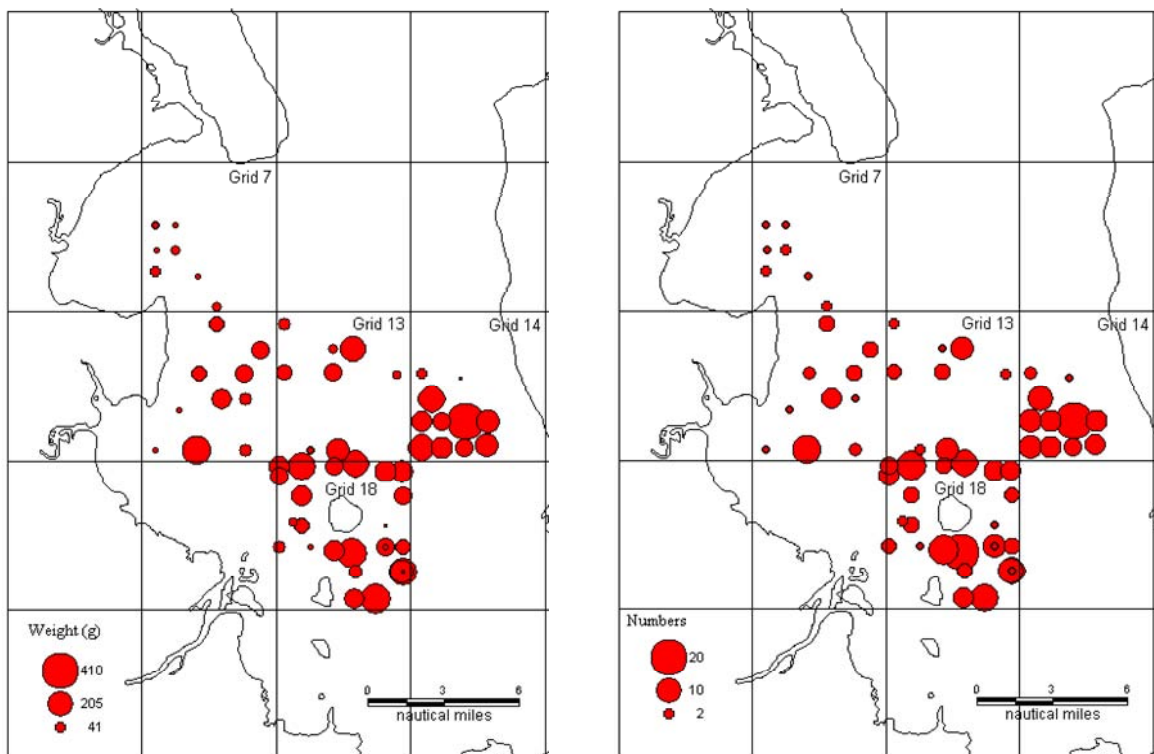 Grid 7
Grid 13
Grid 14
Grid 18
Weight (g)
410
205
41
0 3 6
nautical miles
Grid 7
Grid 13
Grid 14
Grid 18
Numbers
20
10
2
0 3 6
nautical miles